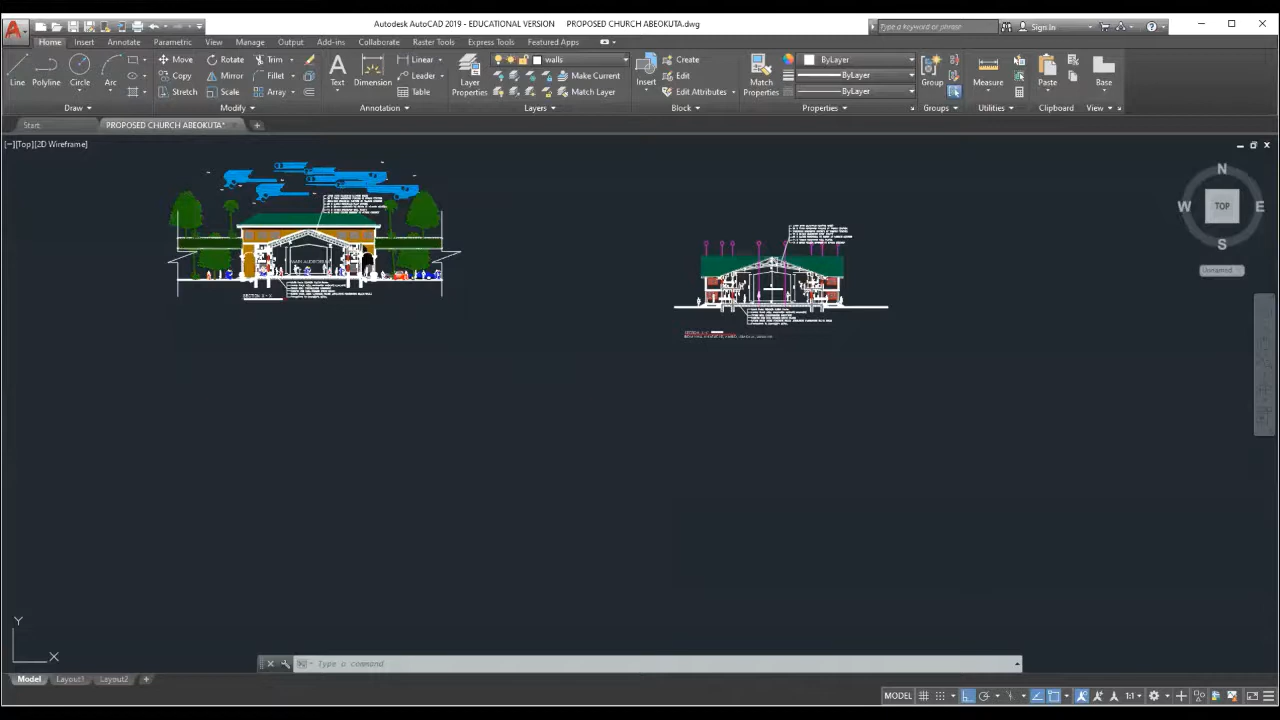 Autodesk AutoCAD 2019 - EDUCATIONAL VERSION PROPOSED CHURCH ABEOKUTA.dwg
Type a keyword or phrase
Sign In
Home Insert Annotate Parametric View Manage Output Add-ins Collaborate Raster Tools Express Tools Featured Apps
Line Polyline Circle Arc
Move Rotate Trim
Copy Mirror Fillet
Stretch Scale Array
Text Dimension
Linear
Leader
Table
Layer Properties
walls
Make Current
Match Layer
Insert
Create
Edit
Edit Attributes
Match Properties
ByLayer
ByLayer
ByLayer
Group
Measure
Paste
Base
Draw Modify Annotation Layers Block Properties Groups Utilities Clipboard View
Start PROPOSED CHURCH ABEOKUTA*
[−][Top][2D Wireframe]
N
W TOP E
S
Unnamed
MAIN AUDITORIUM
Y
X
Type a command
Model Layout1 Layout2
MODEL 1:1